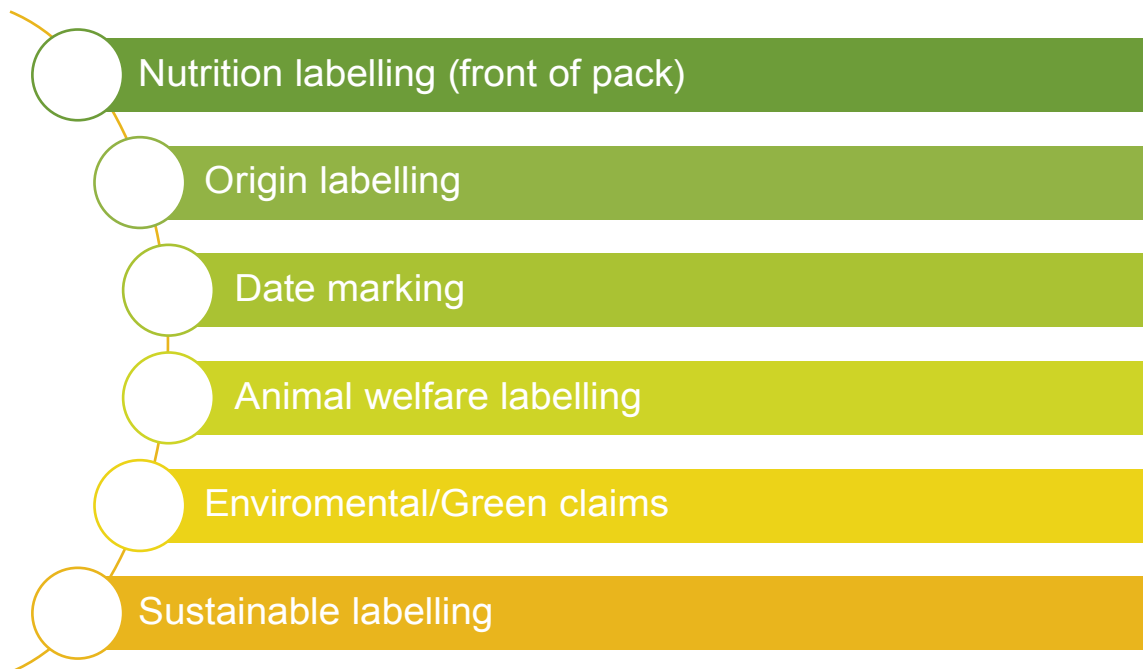 Nutrition labelling (front of pack)
Origin labelling
Date marking
Animal welfare labelling
Enviromental/Green claims
Sustainable labelling